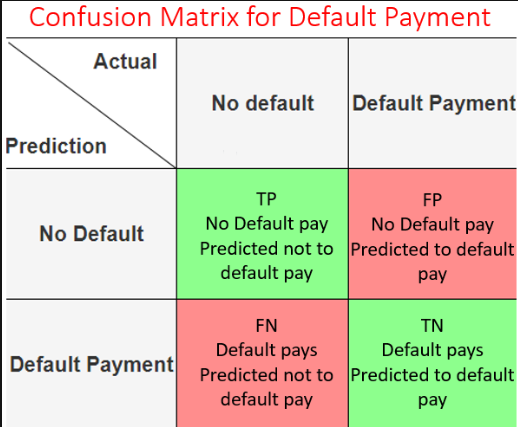 Confusion Matrix for Default Payment
Actual
Prediction
No default
Default Payment
No Default
TP
No Default pay
Predicted not to
default pay
FP
No Default pay
Predicted to default
pay
Default Payment
FN
Default pays
Predicted not to
default pay
TN
Default pays
Predicted to default
pay